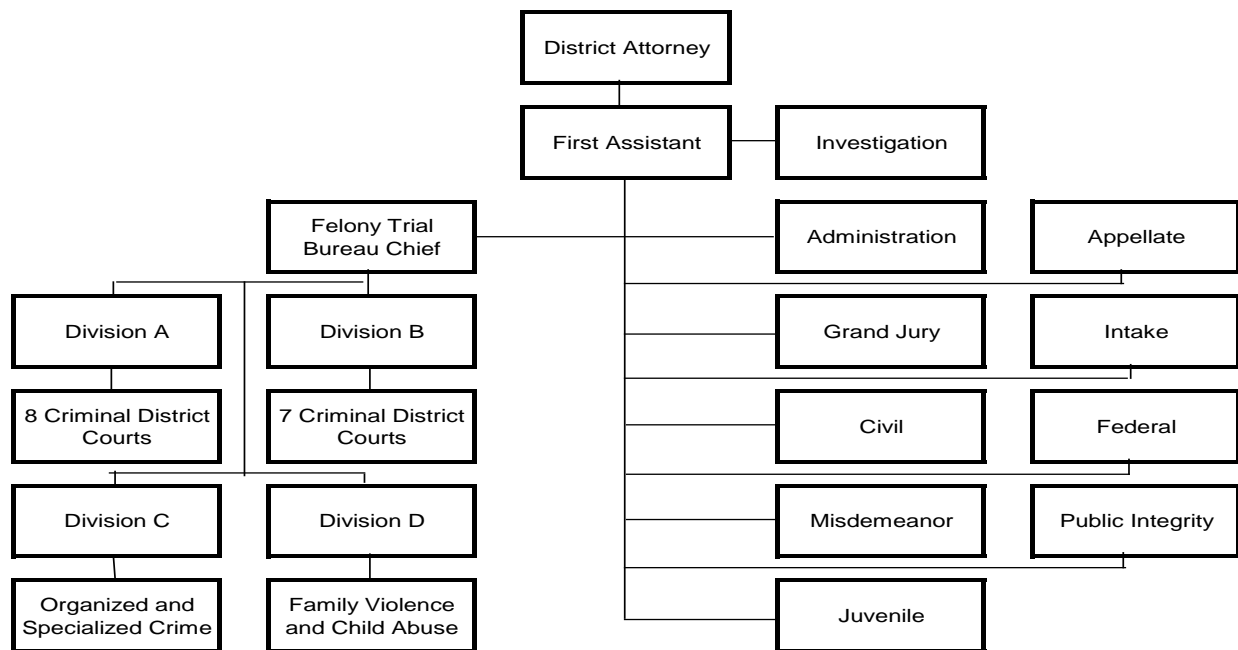 District Attorney
First Assistant
Investigation
Felony Trial
Bureau Chief
Administration
Appellate
Division A
Division B
Grand Jury
Intake
8 Criminal District
Courts
7 Criminal District
Courts
Civil
Federal
Division C
Division D
Misdemeanor
Public Integrity
Organized and
Specialized Crime
Family Violence
and Child Abuse
Juvenile